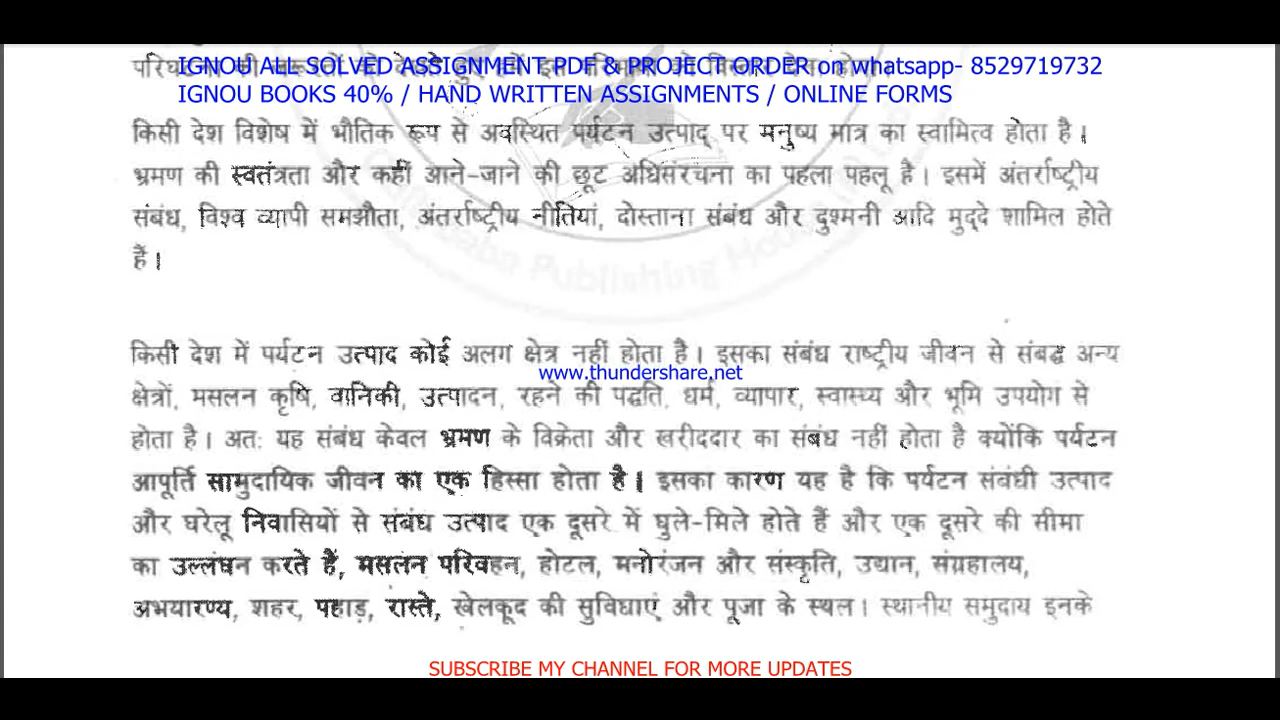 IGNOU ALL SOLVED ASSIGNMENT PDF & PROJECT ORDER on whatsapp- 8529719732
IGNOU BOOKS 40% / HAND WRITTEN ASSIGNMENTS / ONLINE FORMS
किसी देश विशेष में भौतिक रूप से अवस्थित पर्यटन उत्पाद् पर मनुष्य मात्र का स्वामित्व होता है।
भ्रमण की स्वतंत्रता और कहीं आने-जाने की छूट अधिसंरचना का पहला पहलू है। इसमें अंतर्राष्ट्रीय
संबंध, विश्व व्यापी समझौता, अंतर्राष्ट्रीय नीतियां, दोस्ताना संबंध और दुश्मनी आदि मुद्दे शामिल होते
हैं।
Publishing House
किसी देश में पर्यटन उत्पाद कोई अलग क्षेत्र नहीं होता है। इसका संबंध राष्ट्रीय जीवन से संबद्ध अन्य
www.thundershare.net
क्षेत्रों, मसलन कृषि, वानिकी, उत्पादन, रहने की पद्धति, धर्म, व्यापार, स्वास्थ्य और भूमि उपयोग से
होता है। अतः यह संबंध केवल भ्रमण के विक्रेता और खरीददार का संबंध नहीं होता है क्योंकि पर्यटन
आपूर्ति सामुदायिक जीवन का एक हिस्सा होता है। इसका कारण यह है कि पर्यटन संबंधी उत्पाद
और घरेलू निवासियों से संबंध उत्पाद एक दूसरे में घुले-मिले होते हैं और एक दूसरे की सीमा
का उल्लंघन करते हैं, मसलन परिवहन, होटल, मनोरंजन और संस्कृति, उद्यान, संग्रहालय,
अभयारण्य, शहर, पहाड़, रास्ते, खेलकूद की सुविधाएं और पूजा के स्थल। स्थानीय समुदाय इनके
SUBSCRIBE MY CHANNEL FOR MORE UPDATES